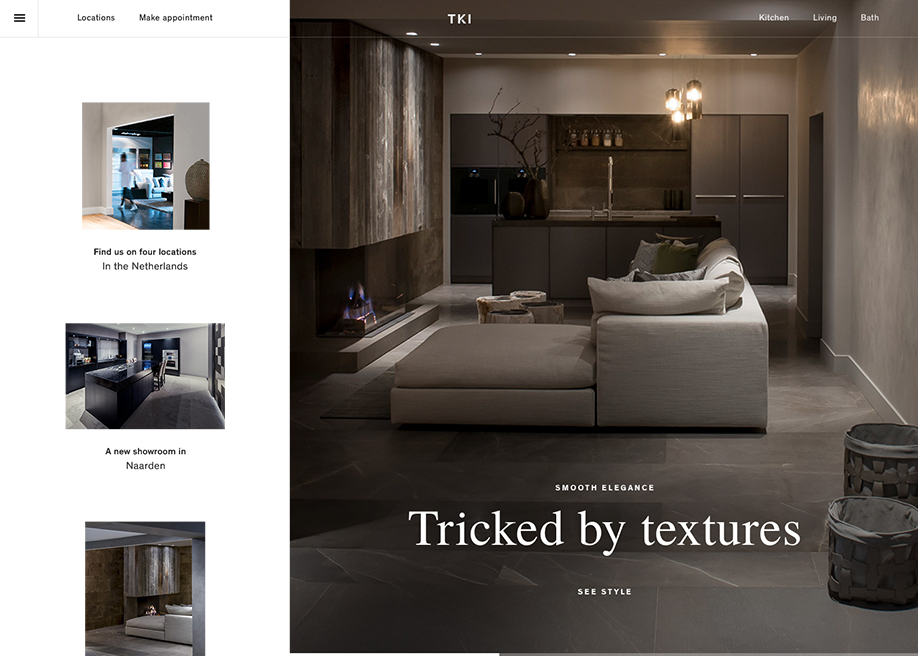 Locations
Make appointment
TKI
Kitchen
Living
Bath
Find us on four locations
In the Netherlands
A new showroom in
Naarden
SMOOTH ELEGANCE
Tricked by textures
SEE STYLE